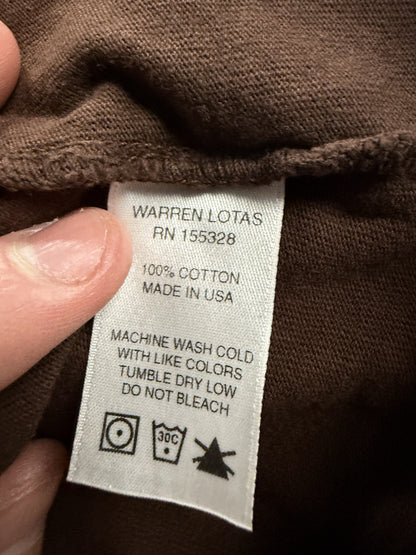 WARREN LOTAS
RN 155328
100% COTTON
MADE IN USA
MACHINE WASH COLD
WITH LIKE COLORS
TUMBLE DRY LOW
DO NOT BLEACH
30C